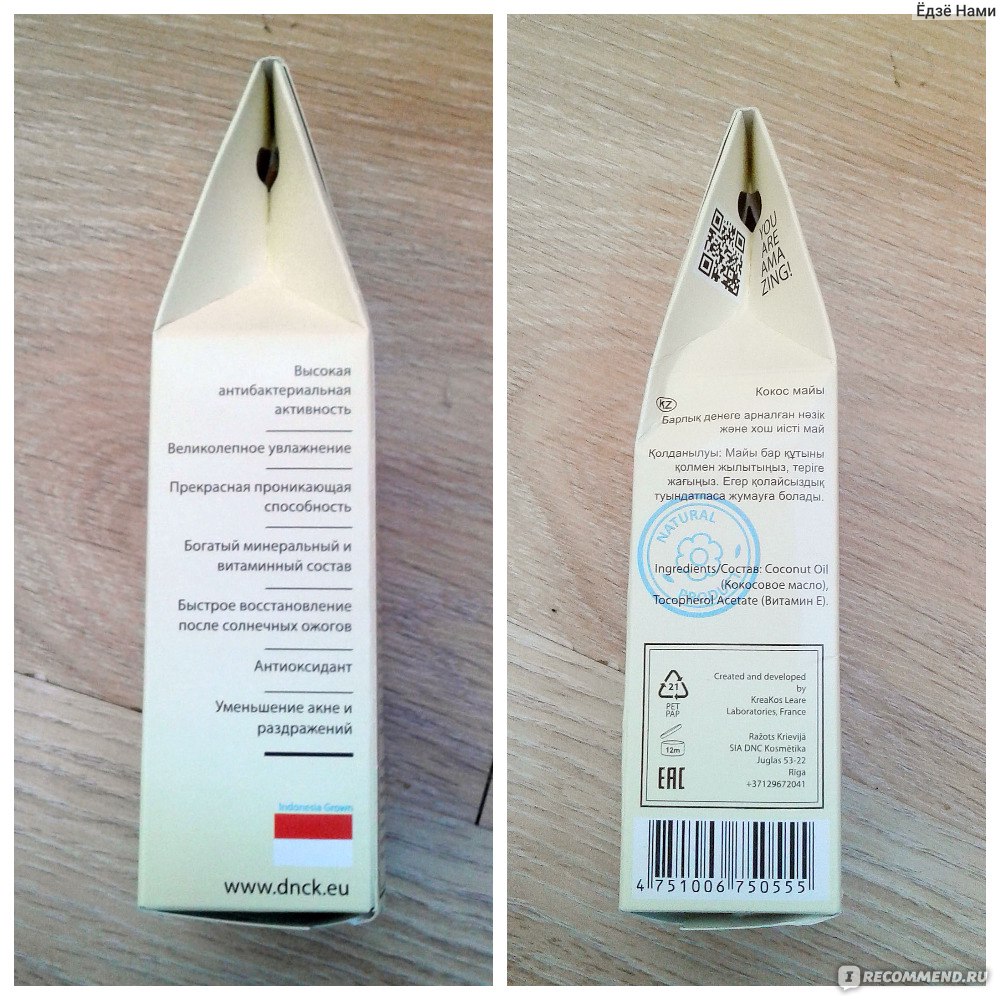 Ёдзё Нами
Высокая
антибактериальная
активность
Великолепное увлажнение
Прекрасная проникающая
способность
Богатый минеральный и
витаминный состав
Быстрое восстановление
после солнечных ожогов
Антиоксидант
Уменьшение акне и
раздражений
Indonesia Grown
www.dnck.eu
YOU
ARE
AMA
ZING!
Кокос майы
KZ
Барлық денеге арналған нәзік
және хош иісті май
Қолданылуы: Майы бар құтыны
қолмен жылытыңыз, теріге
жағыңыз. Егер қолайсыздық
туындатпаса жумауға болады.
NATURAL
PRODUCT
Ingredients/Состав: Coconut Oil
(Кокосовое масло),
Tocopherol Acetate (Витамин Е).
21
PET
PAP
12m
EAC
Created and developed
by
KreaKos Leare
Laboratories, France
Ražots Krievijā
SIA DNC Kosmētika
Juglas 53-22
Rīga
+37129672041
4 751006 750555
IRECOMMEND.RU